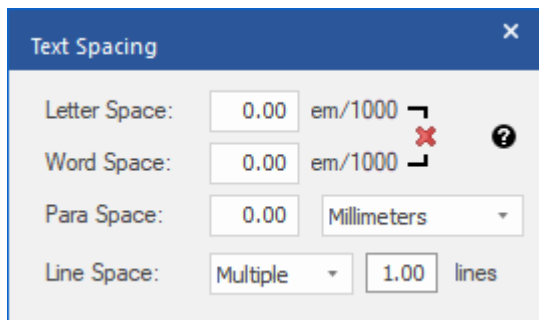 Text Spacing
Letter Space: 0.00 em/1000
Word Space: 0.00 em/1000
Para Space: 0.00 Millimeters
Line Space: Multiple 1.00 lines